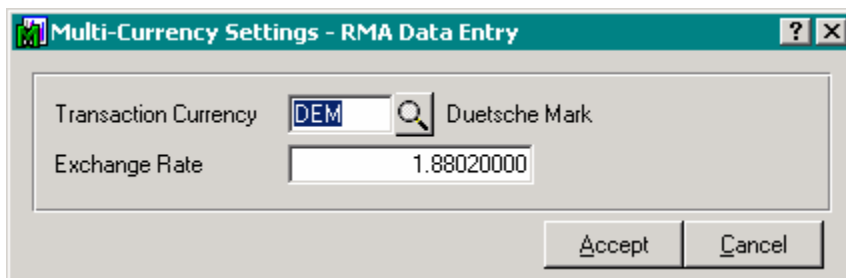 Multi-Currency Settings - RMA Data Entry
Transaction Currency DEM Duetsche Mark
Exchange Rate 1.88020000
Accept Cancel